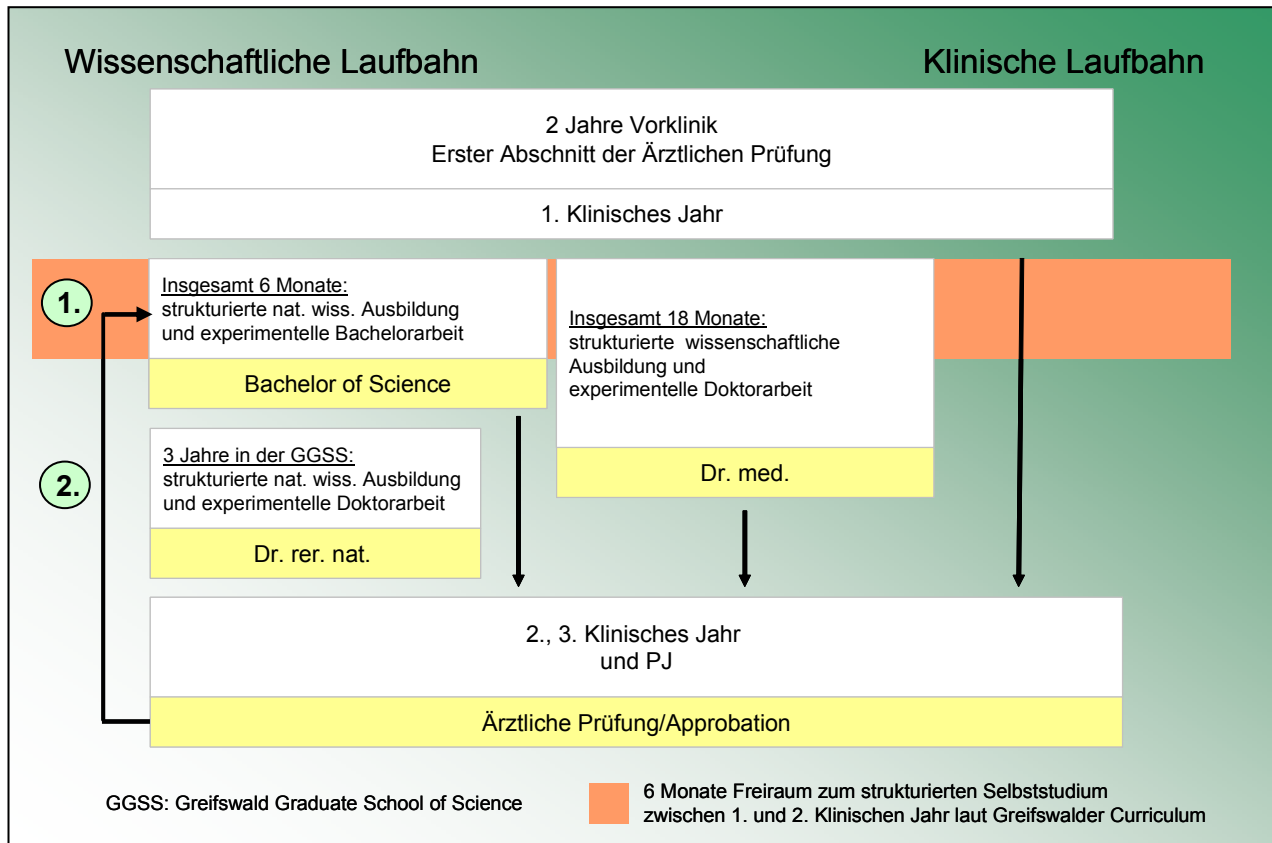 Wissenschaftliche Laufbahn
Klinische Laufbahn
2 Jahre Vorklinik
Erster Abschnitt der Ärztlichen Prüfung
1. Klinisches Jahr
1.
Insgesamt 6 Monate:
strukturierte nat. wiss. Ausbildung
und experimentelle Bachelorarbeit
Bachelor of Science
Insgesamt 18 Monate:
strukturierte wissenschaftliche
Ausbildung und
experimentelle Doktorarbeit
Dr. med.
2.
3 Jahre in der GGSS:
strukturierte nat. wiss. Ausbildung
und experimentelle Doktorarbeit
Dr. rer. nat.
2., 3. Klinisches Jahr
und PJ
Ärztliche Prüfung/Approbation
GGSS: Greifswald Graduate School of Science
6 Monate Freiraum zum strukturierten Selbststudium
zwischen 1. und 2. Klinischen Jahr laut Greifswalder Curriculum